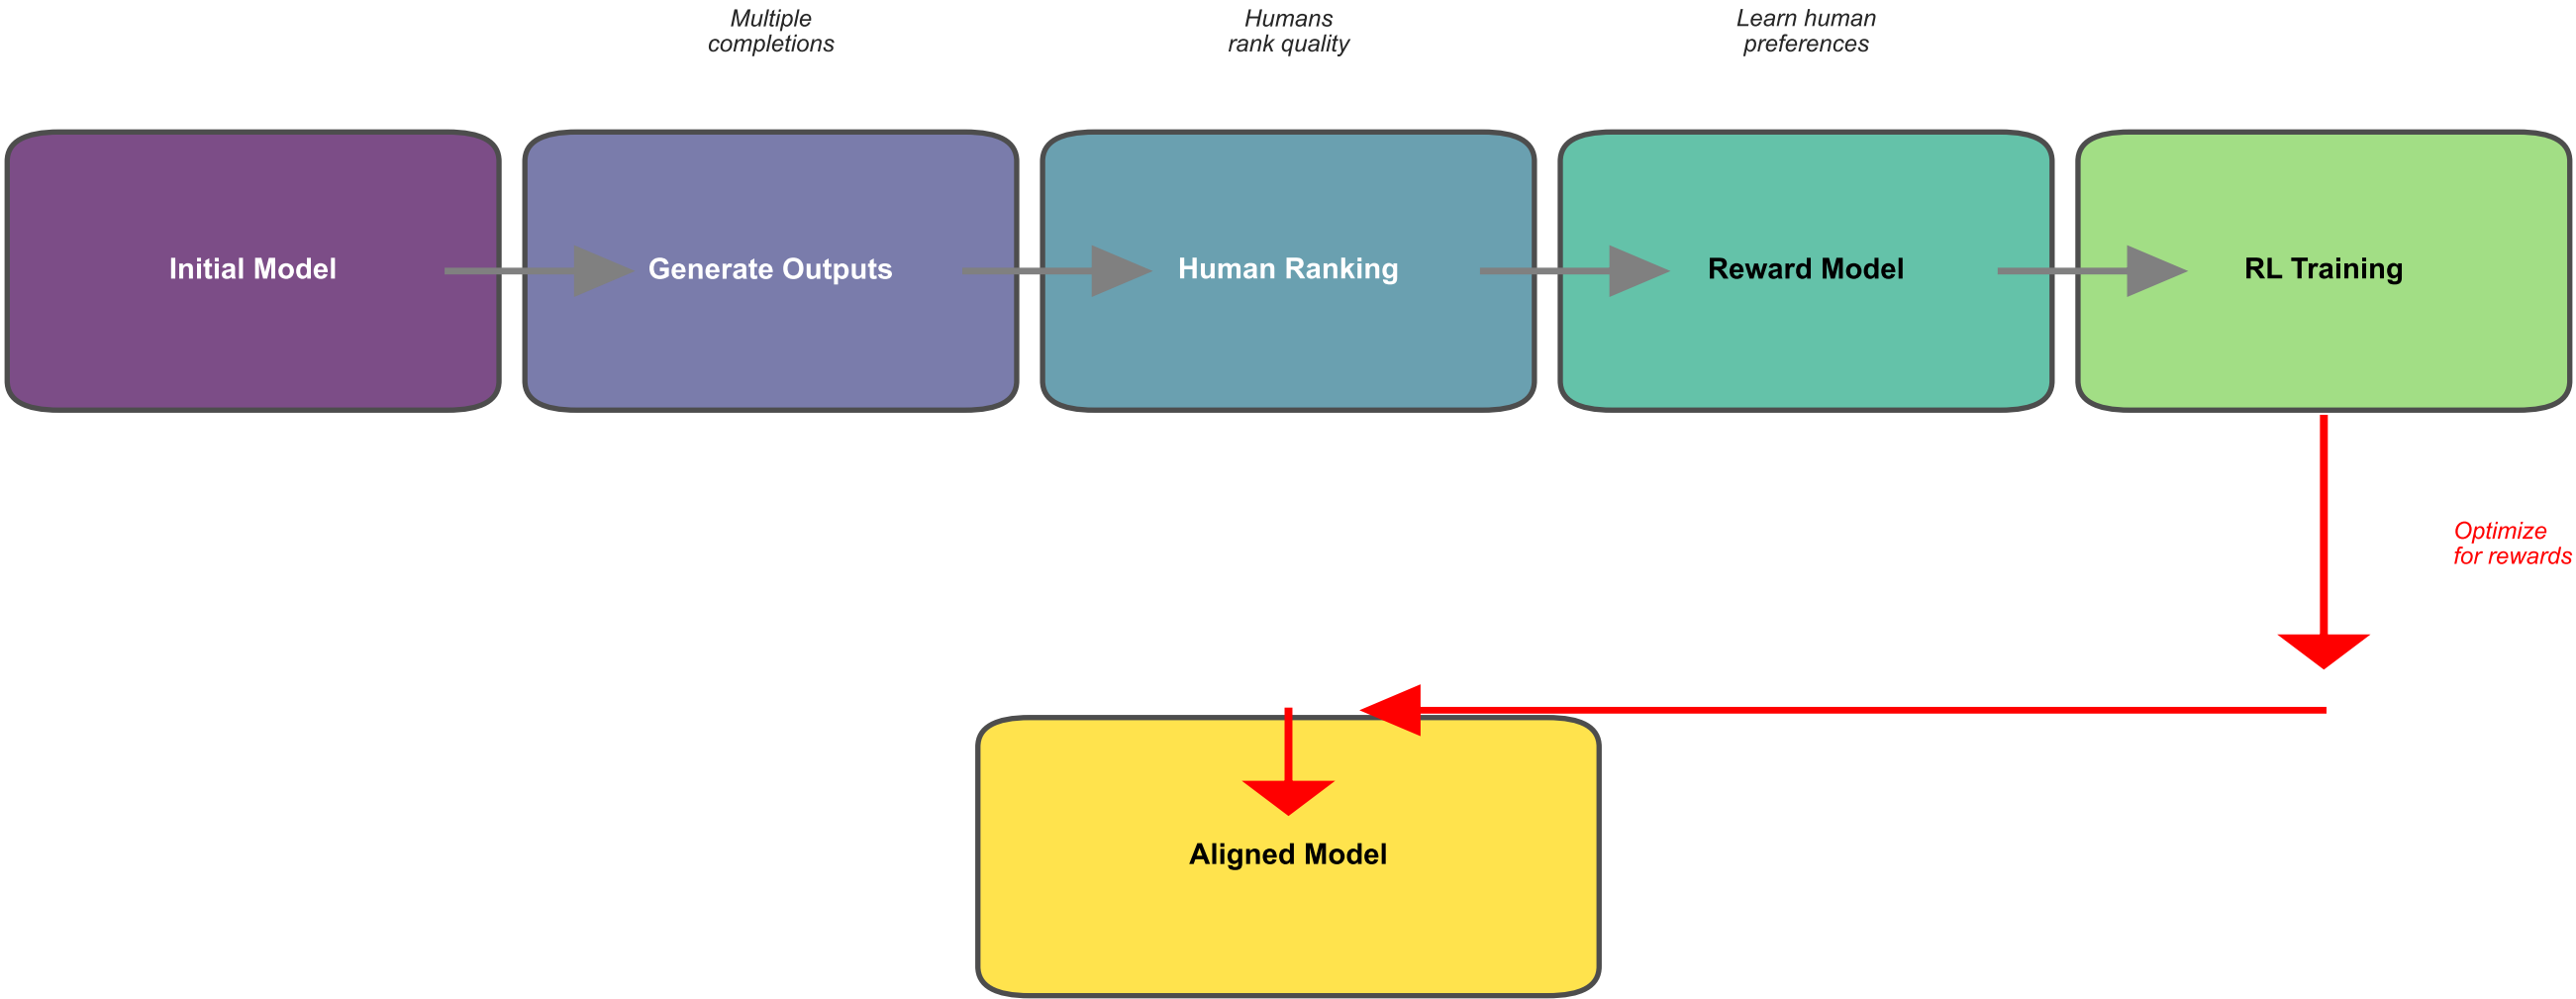 Multiple
completions
Humans
rank quality
Learn human
preferences
Initial Model
Generate Outputs
Human Ranking
Reward Model
RL Training
Optimize
for rewards
Aligned Model